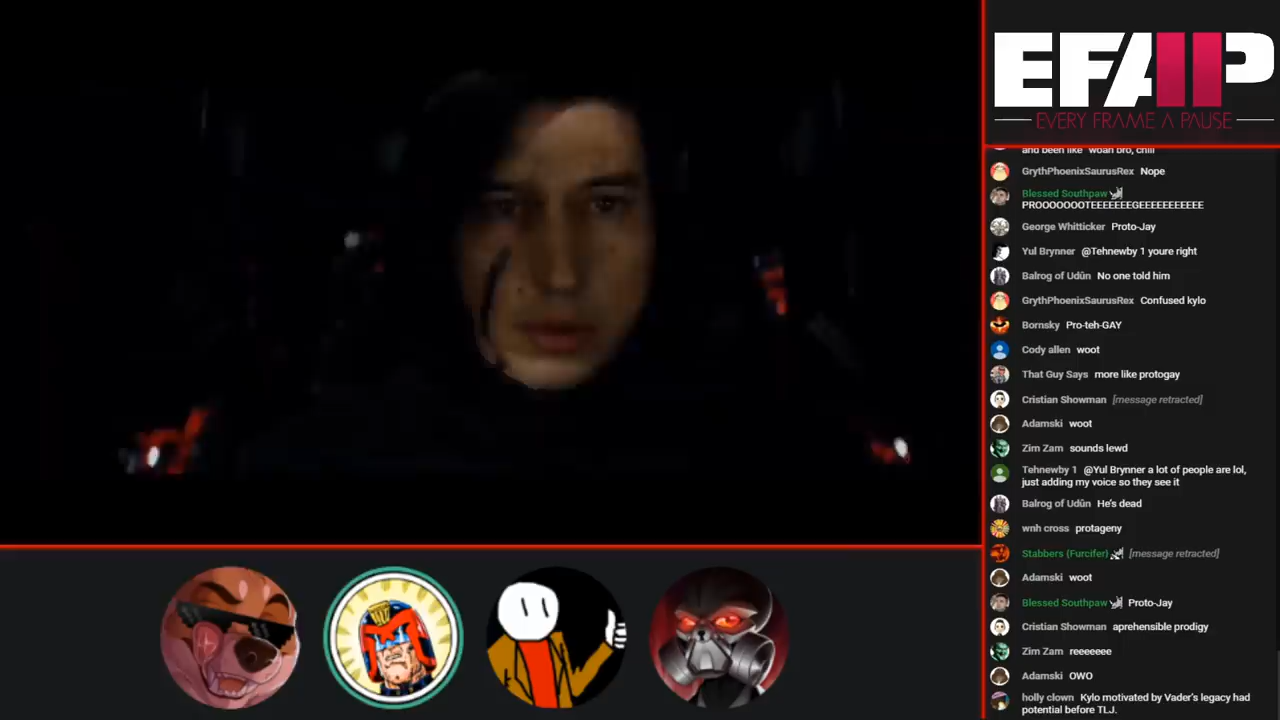 EFAP
EVERY FRAME A PAUSE
and been like woah bro, chill
GrythPhoenixSaurusRex Nope
Blessed Southpaw
PROOOOOOOTEEEEEEEGEEEEEEEEEEE
George Whitticker Proto-Jay
Yul Brynner @Tehnewby 1 youre right
Balrog of Udûn No one told him
GrythPhoenixSaurusRex Confused kylo
Bornsky Pro-teh-GAY
Cody allen woot
That Guy Says more like protogay
Cristian Showman [message retracted]
Adamski woot
Zim Zam sounds lewd
Tehnewby 1 @Yul Brynner a lot of people are lol,
just adding my voice so they see it
Balrog of Udûn He's dead
wnh cross protageny
Stabbers (Furcifer) [message retracted]
Adamski woot
Blessed Southpaw Proto-Jay
Cristian Showman aprehensible prodigy
Zim Zam reeeeeee
Adamski OWO
holly clown Kylo motivated by Vader's legacy had
potential before TLJ.